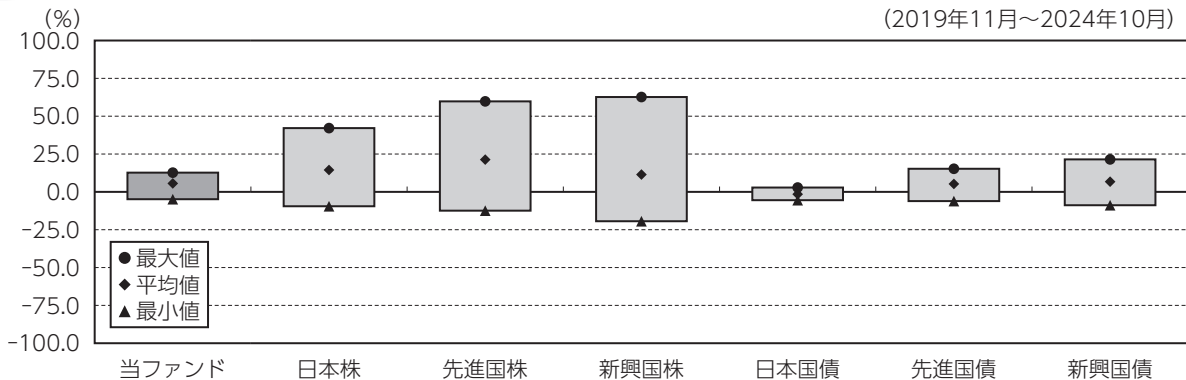 (%)
(2019年11月～2024年10月)
100.0
75.0
50.0
25.0
0.0
-25.0
-50.0
-75.0
-100.0
●最大値
◆平均値
▲最小値
当ファンド 日本株 先進国株 新興国株 日本国債 先進国債 新興国債